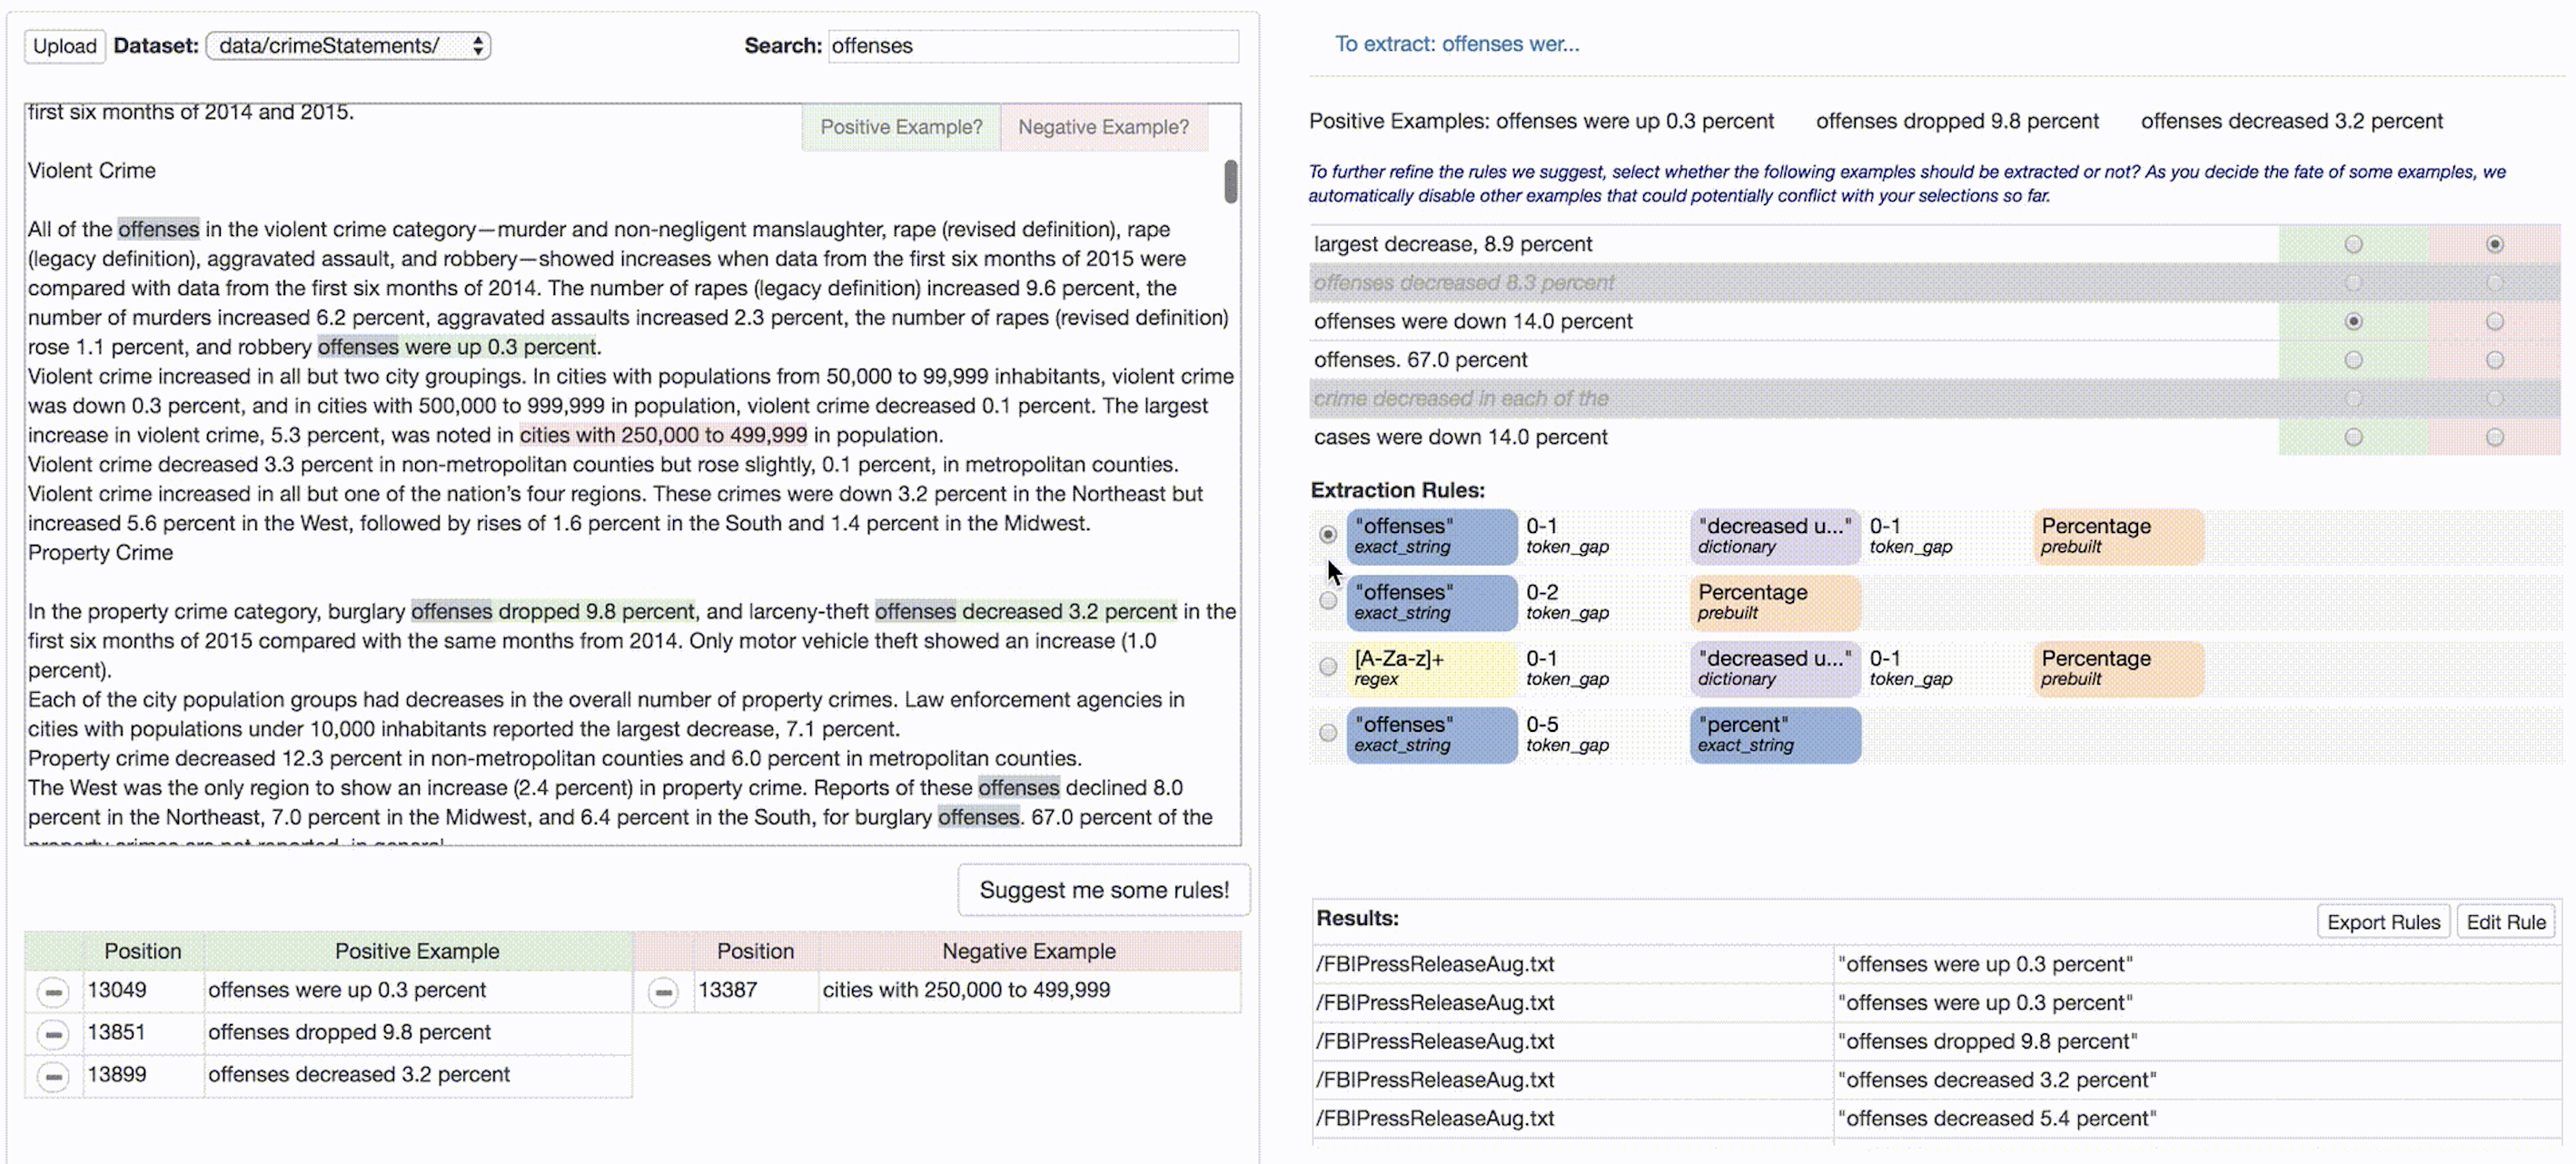 Upload Dataset: data/crimeStatements/ Search: offenses
first six months of 2014 and 2015.
Positive Example? Negative Example?
Violent Crime
All of the offenses in the violent crime category—murder and non-negligent manslaughter, rape (revised definition), rape
(legacy definition), aggravated assault, and robbery—showed increases when data from the first six months of 2015 were
compared with data from the first six months of 2014. The number of rapes (legacy definition) increased 9.6 percent, the
number of murders increased 6.2 percent, aggravated assaults increased 2.3 percent, the number of rapes (revised definition)
rose 1.1 percent, and robbery offenses were up 0.3 percent.
Violent crime increased in all but two city groupings. In cities with populations from 50,000 to 99,999 inhabitants, violent crime
was down 0.3 percent, and in cities with 500,000 to 999,999 in population, violent crime decreased 0.1 percent. The largest
increase in violent crime, 5.3 percent, was noted in cities with 250,000 to 499,999 in population.
Violent crime decreased 3.3 percent in non-metropolitan counties but rose slightly, 0.1 percent, in metropolitan counties.
Violent crime increased in all but one of the nation's four regions. These crimes were down 3.2 percent in the Northeast but
increased 5.6 percent in the West, followed by rises of 1.6 percent in the South and 1.4 percent in the Midwest.
Property Crime
In the property crime category, burglary offenses dropped 9.8 percent, and larceny-theft offenses decreased 3.2 percent in the
first six months of 2015 compared with the same months from 2014. Only motor vehicle theft showed an increase (1.0
percent).
Each of the city population groups had decreases in the overall number of property crimes. Law enforcement agencies in
cities with populations under 10,000 inhabitants reported the largest decrease, 7.1 percent.
Property crime decreased 12.3 percent in non-metropolitan counties and 6.0 percent in metropolitan counties.
The West was the only region to show an increase (2.4 percent) in property crime. Reports of these offenses declined 8.0
percent in the Northeast, 7.0 percent in the Midwest, and 6.4 percent in the South, for burglary offenses. 67.0 percent of the
property crimes are not reported, in general
Suggest me some rules!
Position Positive Example Position Negative Example
13049 offenses were up 0.3 percent 13387 cities with 250,000 to 499,999
13851 offenses dropped 9.8 percent
13899 offenses decreased 3.2 percent
To extract: offenses wer...
Positive Examples: offenses were up 0.3 percent offenses dropped 9.8 percent offenses decreased 3.2 percent
To further refine the rules we suggest, select whether the following examples should be extracted or not? As you decide the fate of some examples, we
automatically disable other examples that could potentially conflict with your selections so far.
largest decrease, 8.9 percent
offenses decreased 8.3 percent
offenses were down 14.0 percent
offenses. 67.0 percent
crime decreased in each of the
cases were down 14.0 percent
Extraction Rules:
"offenses" 0-1 "decreased u..." 0-1 Percentage
exact_string token_gap dictionary token_gap prebuilt
"offenses" 0-2 Percentage
exact_string token_gap prebuilt
[A-Za-z]+ 0-1 "decreased u..." 0-1 Percentage
regex token_gap dictionary token_gap prebuilt
"offenses" 0-5 "percent"
exact_string token_gap exact_string
Results: Export Rules Edit Rule
/FBIPressReleaseAug.txt "offenses were up 0.3 percent"
/FBIPressReleaseAug.txt "offenses were up 0.3 percent"
/FBIPressReleaseAug.txt "offenses dropped 9.8 percent"
/FBIPressReleaseAug.txt "offenses decreased 3.2 percent"
/FBIPressReleaseAug.txt "offenses decreased 5.4 percent"